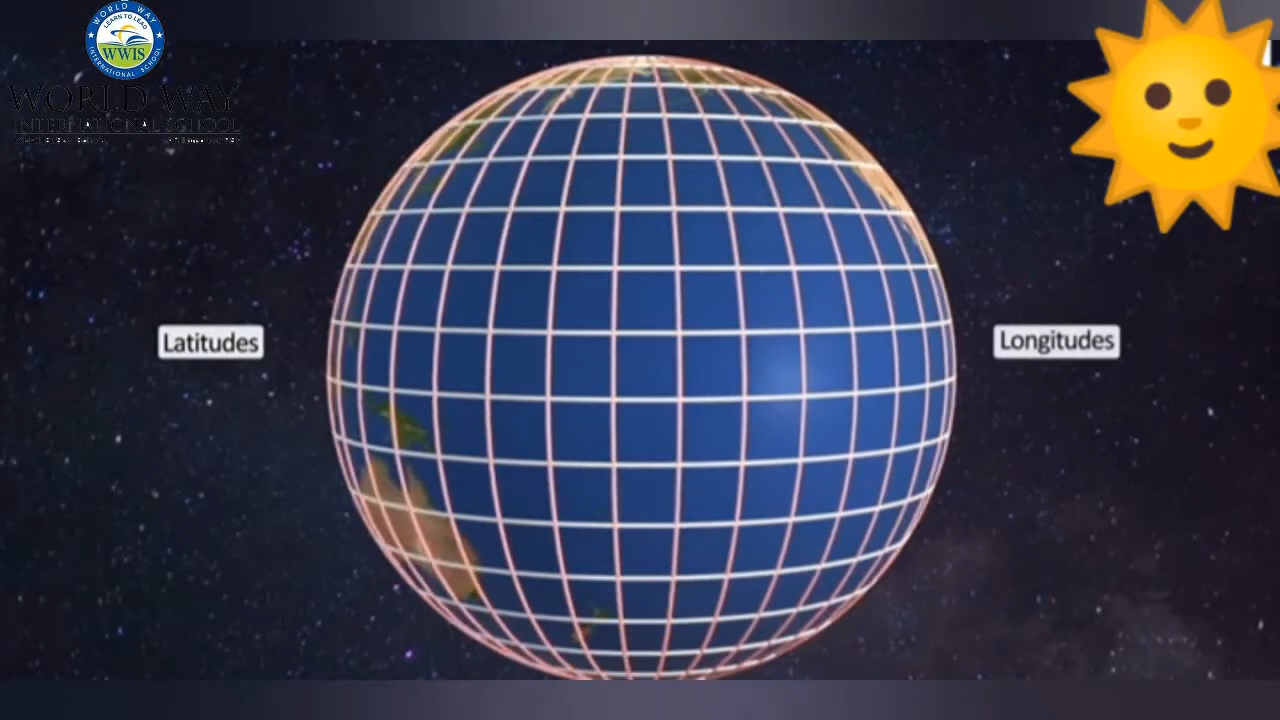 WORLD WAY
LEARN TO LEAD
WWIS
INTERNATIONAL SCHOOL
WORLD WAY
INTERNATIONAL SCHOOL
Latitudes
Longitudes